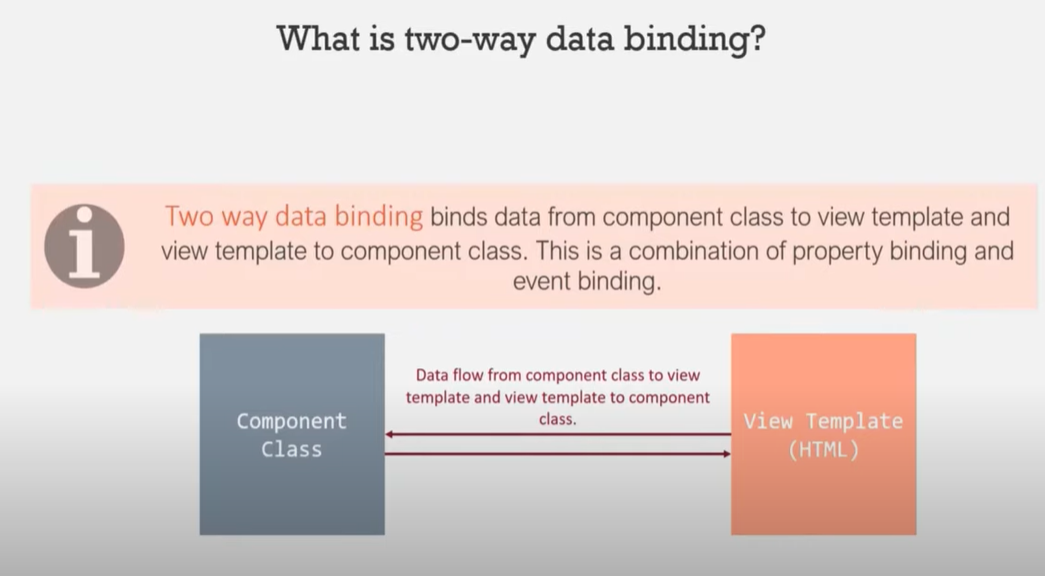 What is two-way data binding?
Two way data binding binds data from component class to view template and
view template to component class. This is a combination of property binding and
event binding.
Data flow from component class to view
template and view template to component
class.
Component
Class
View Template
(HTML)